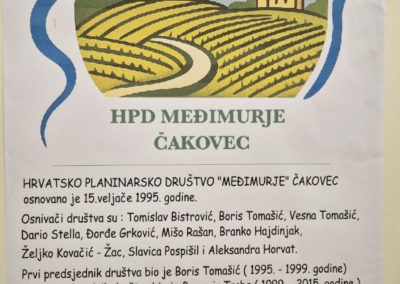 HPD MEĐIMURJE
ČAKOVEC
HRVATSKO PLANINARSKO DRUŠTVO "MEĐIMURJE" ČAKOVEC
osnovano je 15.veljače 1995. godine.
Osnivači društva su : Tomislav Bistrović, Boris Tomašić, Vesna Tomašić,
Dario Stella, Đorđe Grković, Mišo Rašan, Branko Hajdinjak,
Željko Kovačić - Žac, Slavica Pospišil i Aleksandra Horvat.
Prvi predsjednik društva bio je Boris Tomašić ( 1995. - 1999. godine)